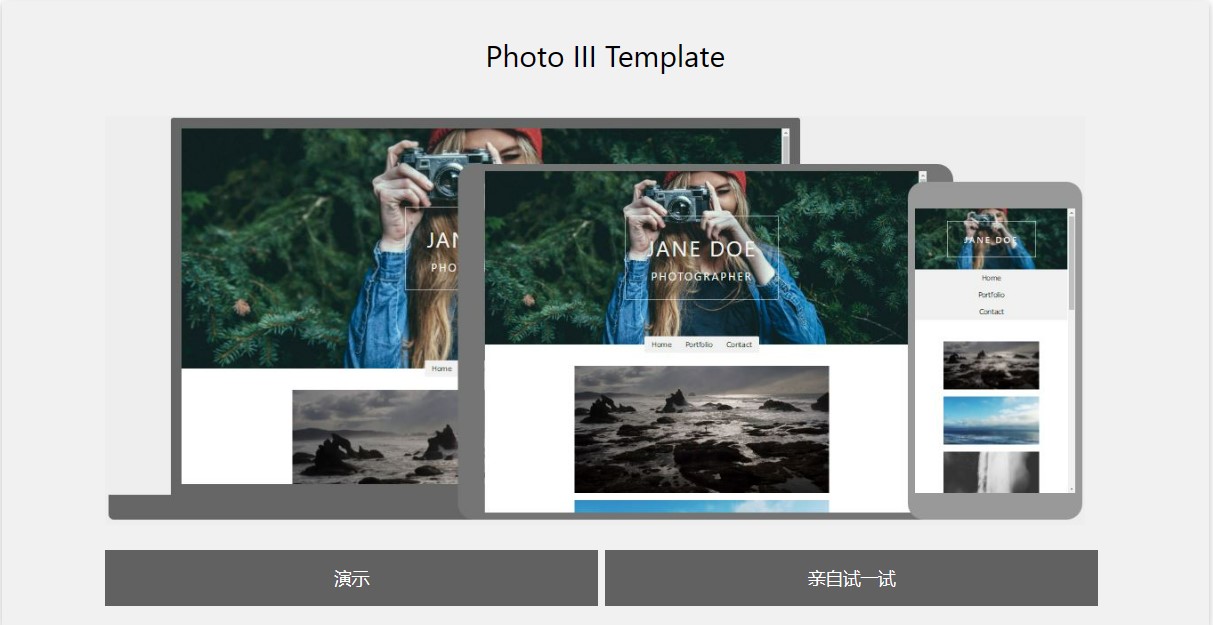 Photo III Template
JAN
PHO
Home
JANE DOE
PHOTOGRAPHER
Home Portfolio Contact
JANE DOE
Home
Portfolio
Contact
演示
亲自试一试